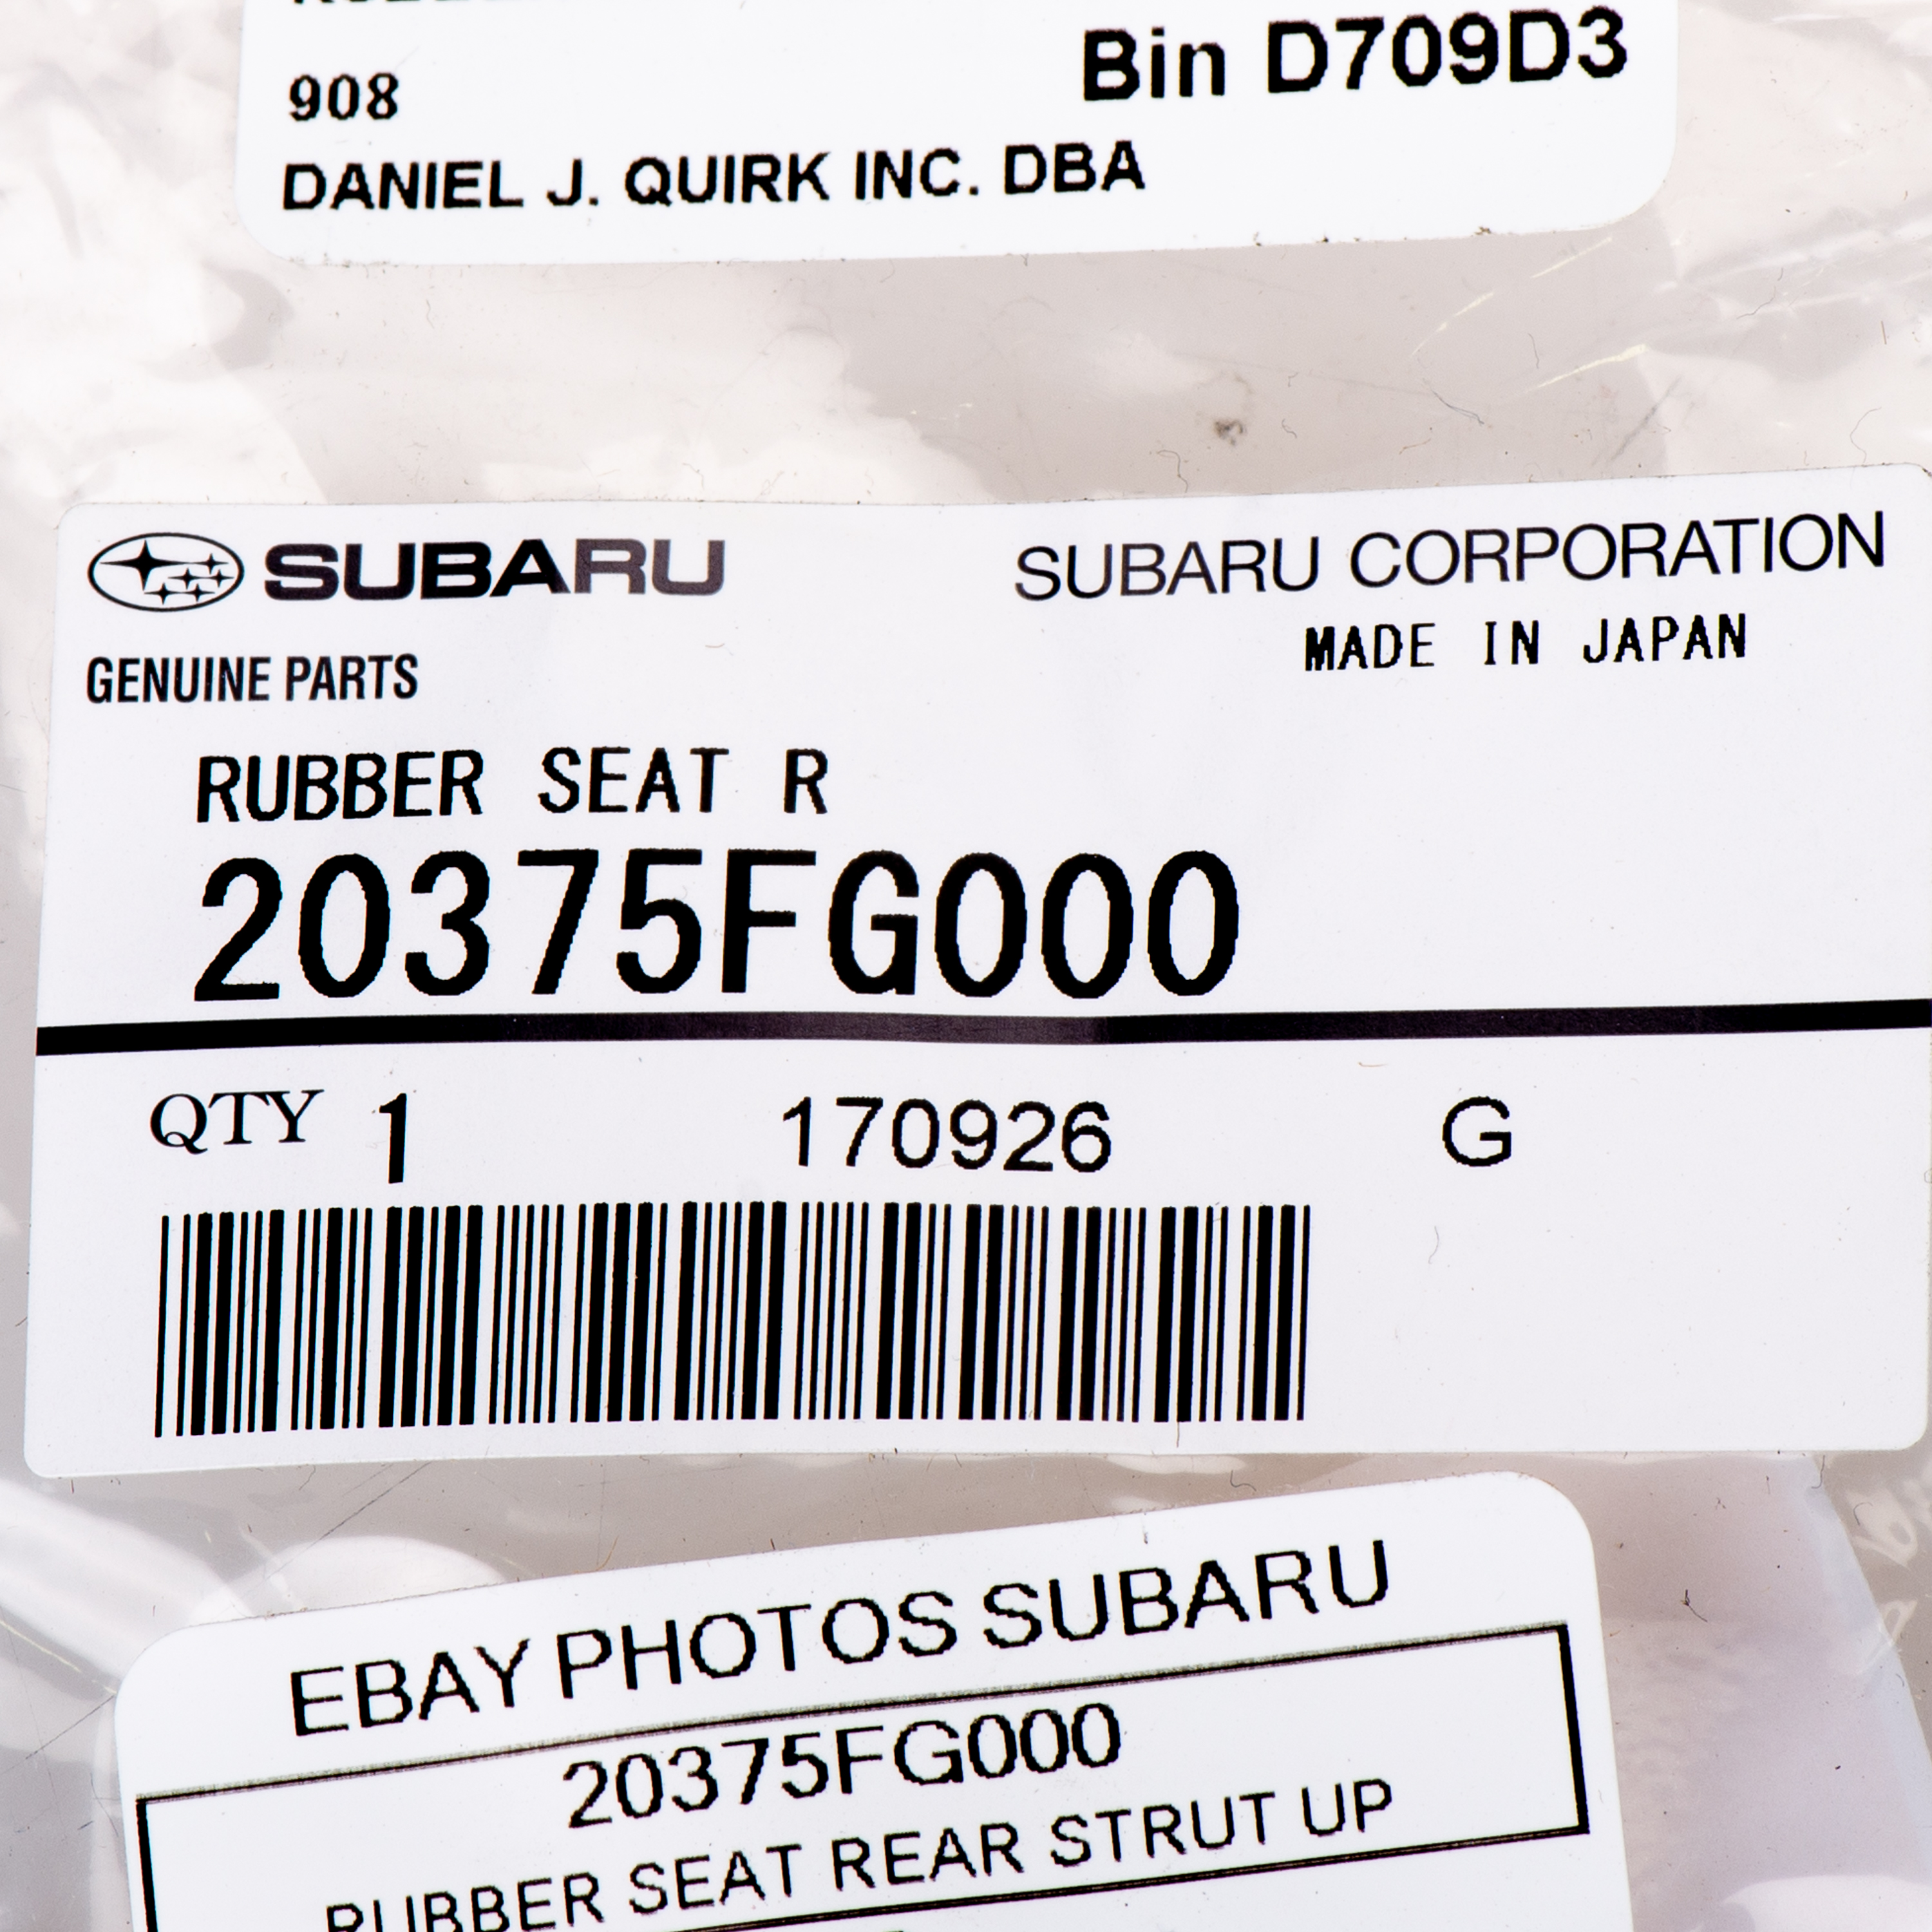 Bin D709D3
908
DANIEL J. QUIRK INC. DBA
SUBARU
SUBARU CORPORATION
MADE IN JAPAN
GENUINE PARTS
RUBBER SEAT R
20375FG000
QTY 1 170926 G
EBAY PHOTOS SUBARU
20375FG000
RUBBER SEAT REAR STRUT UP